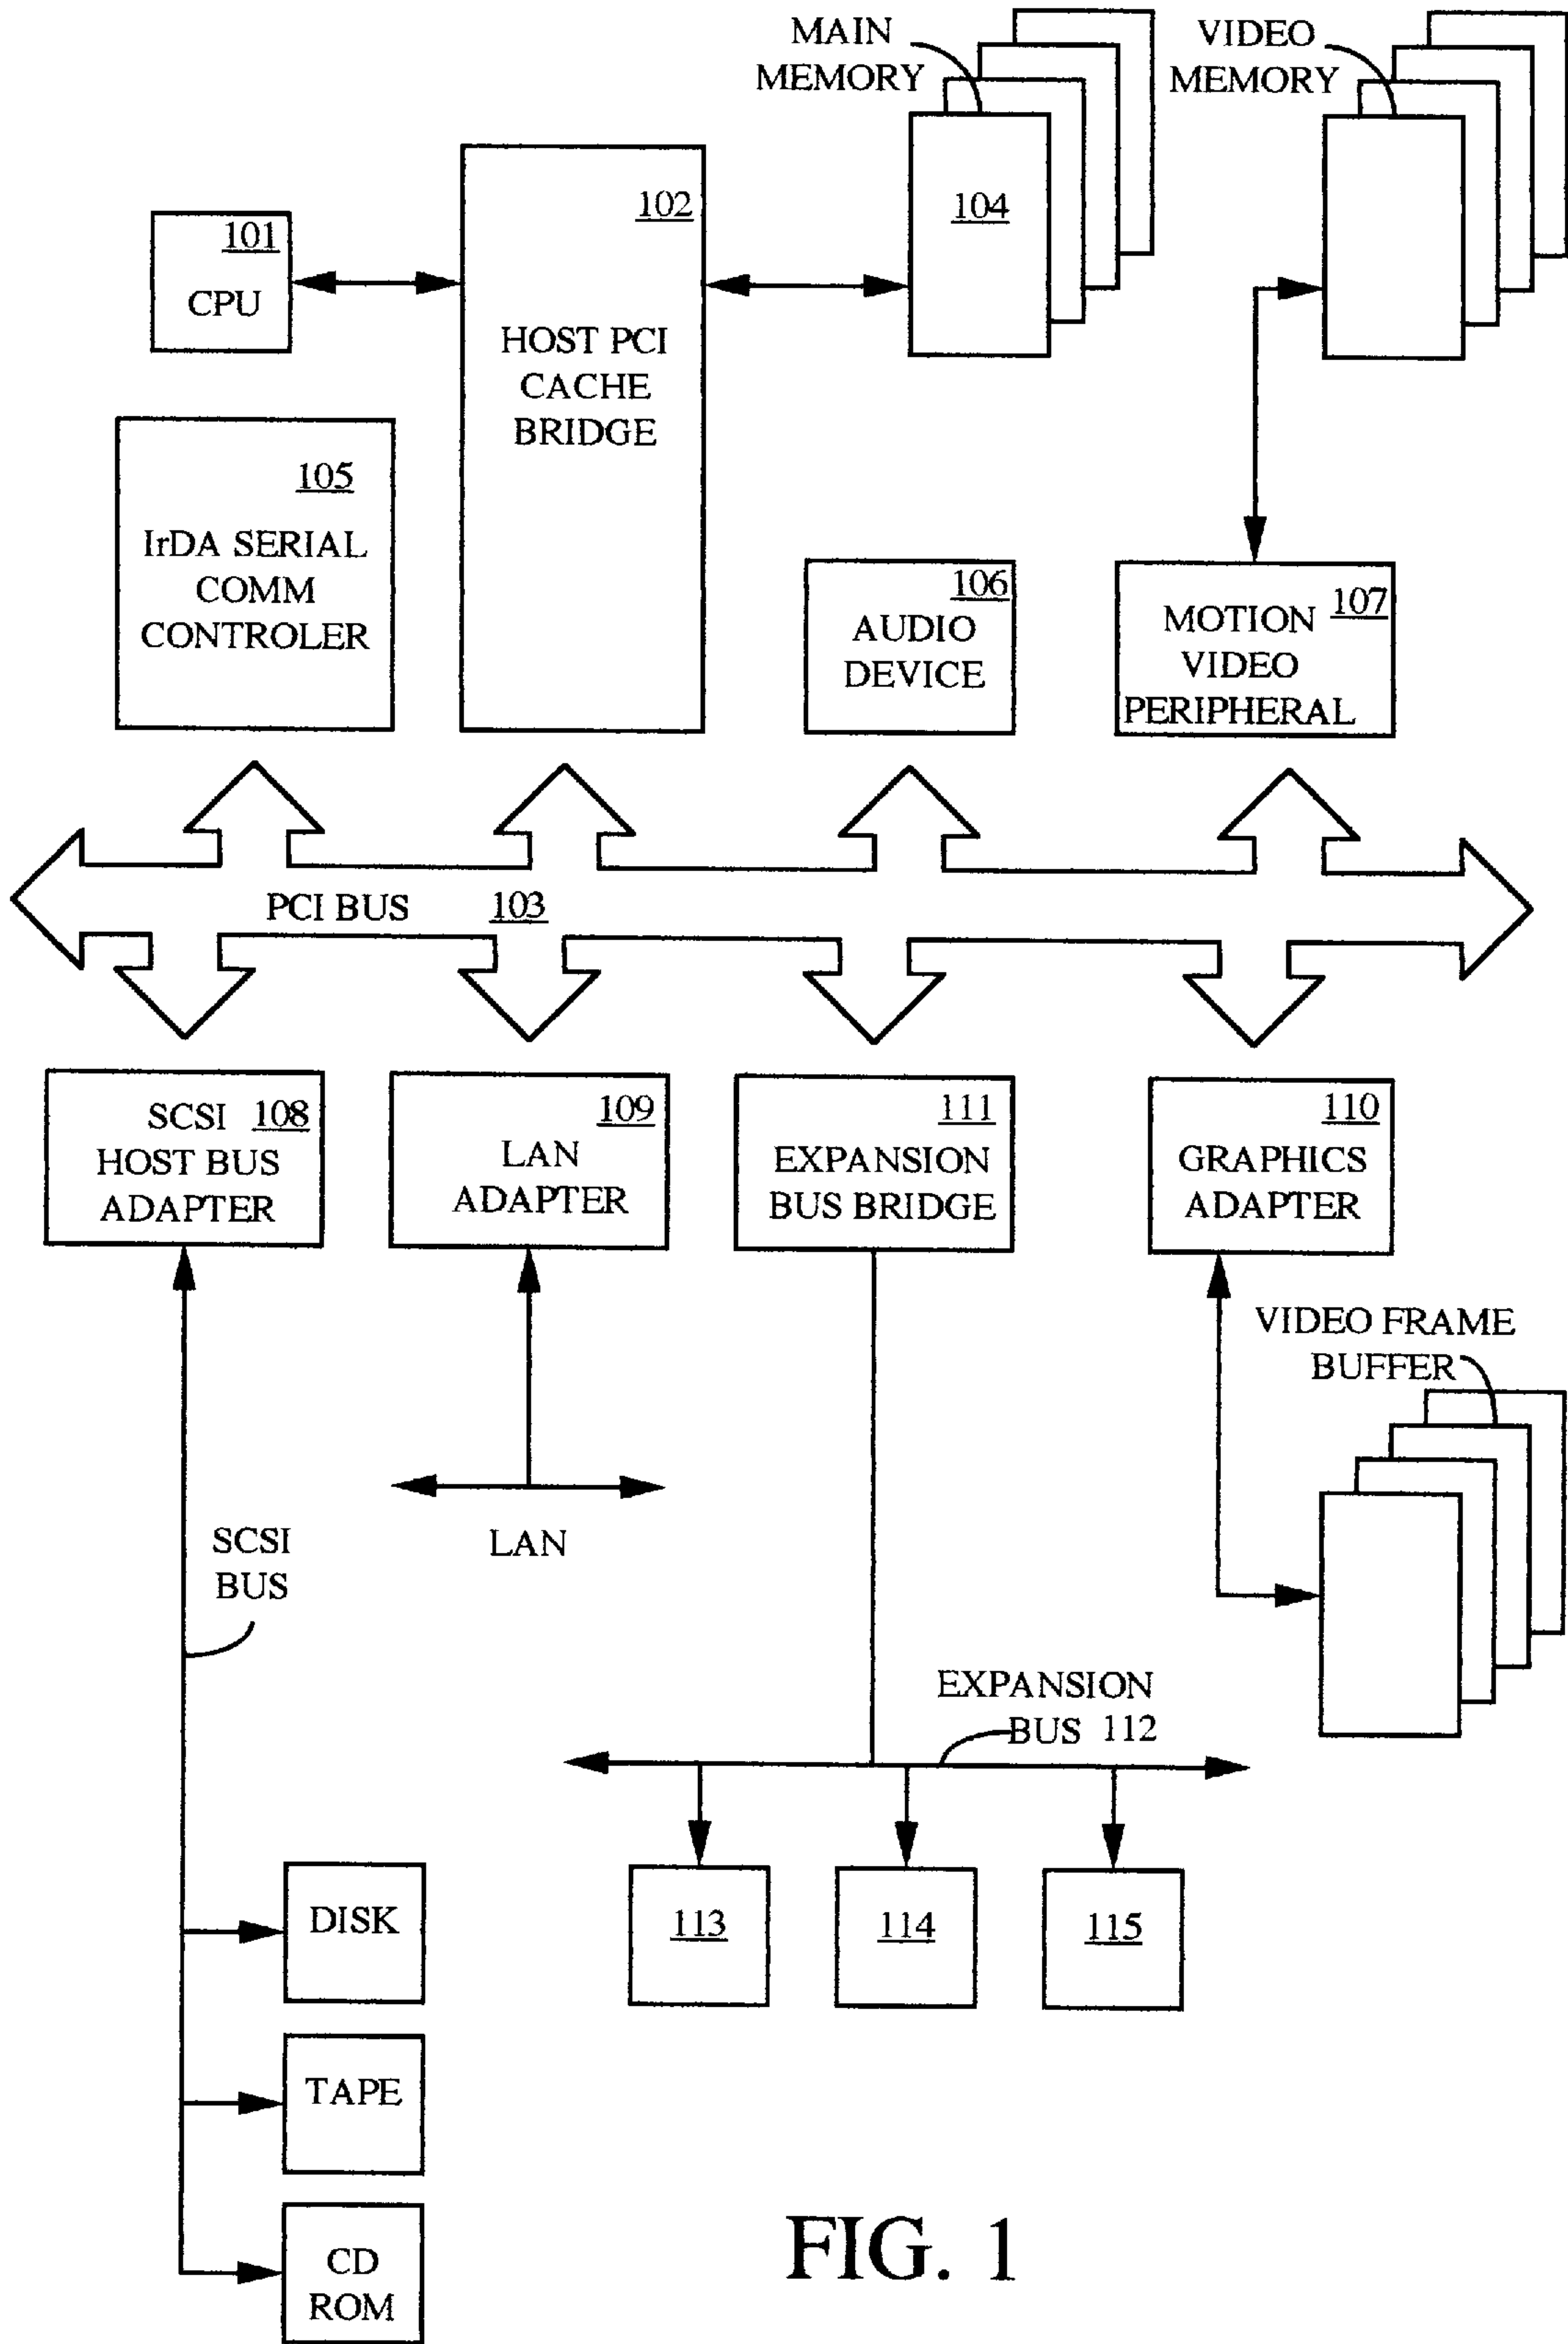 MAIN
MEMORY
VIDEO
MEMORY
101
CPU
102
HOST PCI
CACHE
BRIDGE
104
105
IrDA SERIAL
COMM
CONTROLER
106
AUDIO
DEVICE
107
MOTION
VIDEO
PERIPHERAL
PCI BUS 103
SCSI 108
HOST BUS
ADAPTER
109
LAN
ADAPTER
111
EXPANSION
BUS BRIDGE
110
GRAPHICS
ADAPTER
VIDEO FRAME
BUFFER
SCSI
BUS
LAN
EXPANSION
BUS 112
113
114
115
DISK
TAPE
CD
ROM
FIG. 1